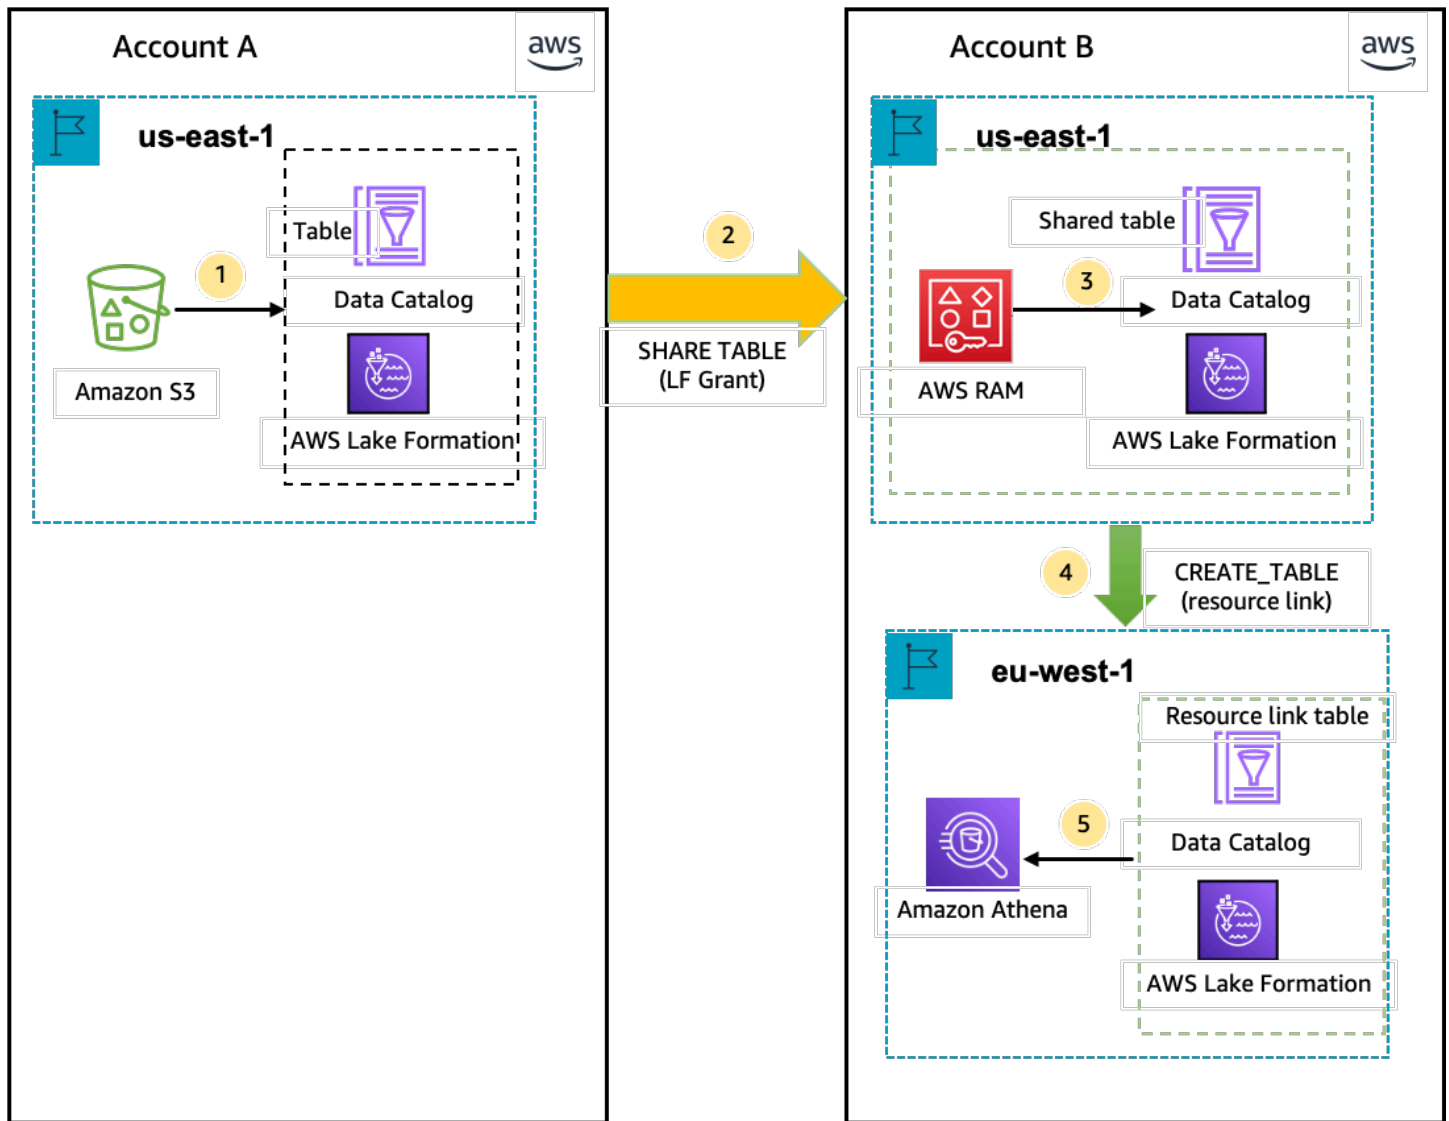 Account A
aws
us-east-1
Table
1
Data Catalog
Amazon S3
AWS Lake Formation
2
SHARE TABLE
(LF Grant)
Account B
aws
us-east-1
Shared table
3
Data Catalog
AWS RAM
AWS Lake Formation
4
CREATE_TABLE
(resource link)
eu-west-1
Resource link table
5
Data Catalog
Amazon Athena
AWS Lake Formation